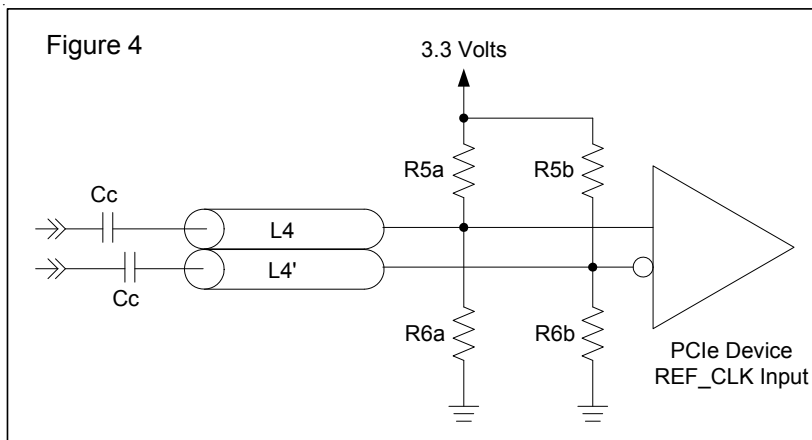 Figure 4
3.3 Volts
R5a
R5b
Cc
L4
L4'
Cc
R6a
R6b
PCIe Device
REF_CLK Input